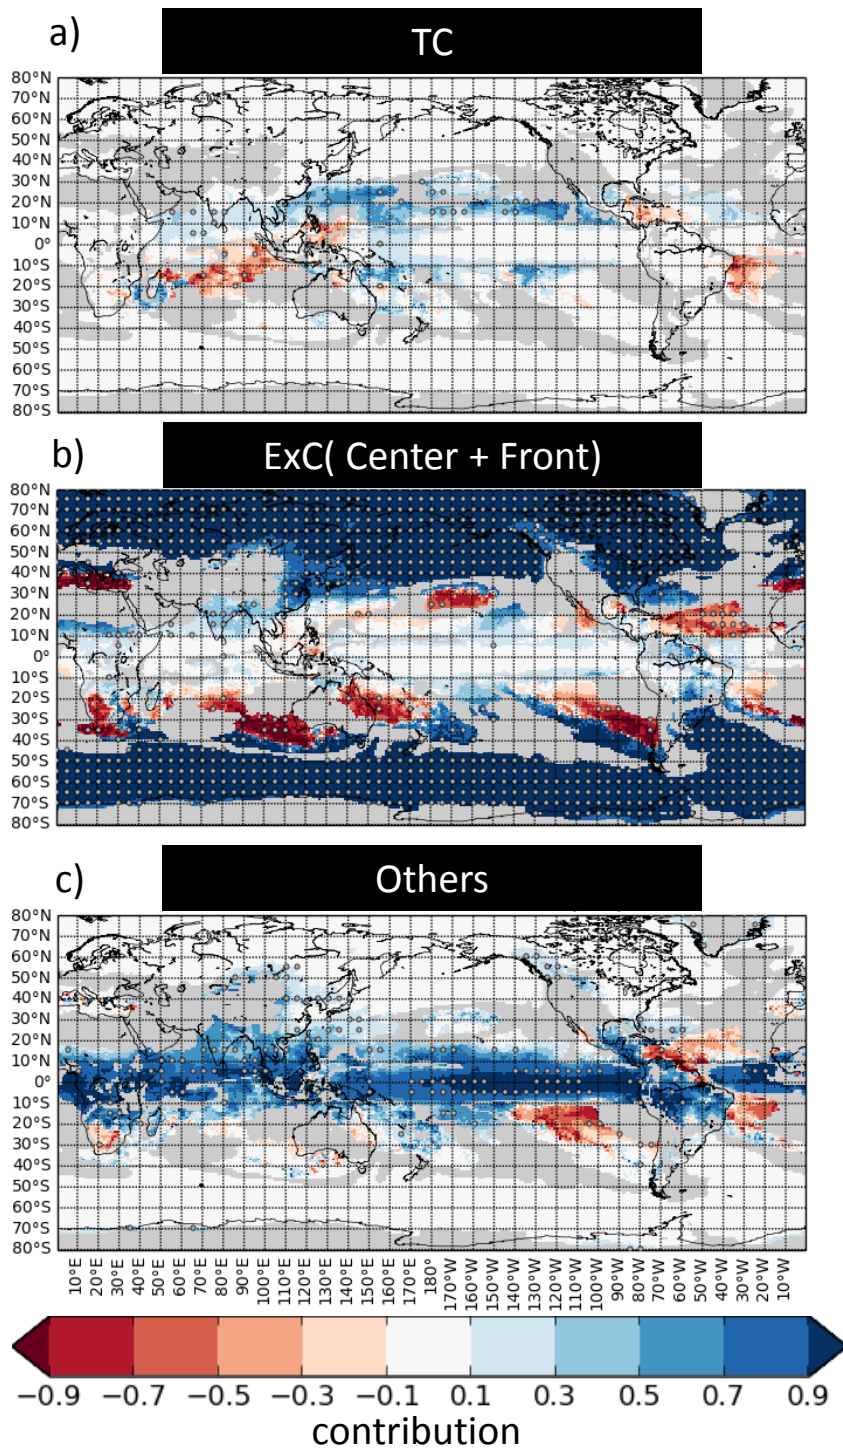 a)
TC
80°N
70°N
60°N
50°N
40°N
30°N
20°N
10°N
0°
10°S
20°S
30°S
40°S
50°S
60°S
70°S
80°S
b)
ExC( Center + Front)
80°N
70°N
60°N
50°N
40°N
30°N
20°N
10°N
0°
10°S
20°S
30°S
40°S
50°S
60°S
70°S
80°S
c)
Others
80°N
70°N
60°N
50°N
40°N
30°N
20°N
10°N
0°
10°S
20°S
30°S
40°S
50°S
60°S
70°S
80°S
10°E 20°E 30°E 40°E 50°E 60°E 70°E 80°E 90°E 100°E 110°E 120°E 130°E 140°E 150°E 160°E 170°E 180° 170°W 160°W 150°W 140°W 130°W 120°W 110°W 100°W 90°W 80°W 70°W 60°W 50°W 40°W 30°W 20°W 10°W
−0.9 −0.7 −0.5 −0.3 −0.1 0.1 0.3 0.5 0.7 0.9
contribution